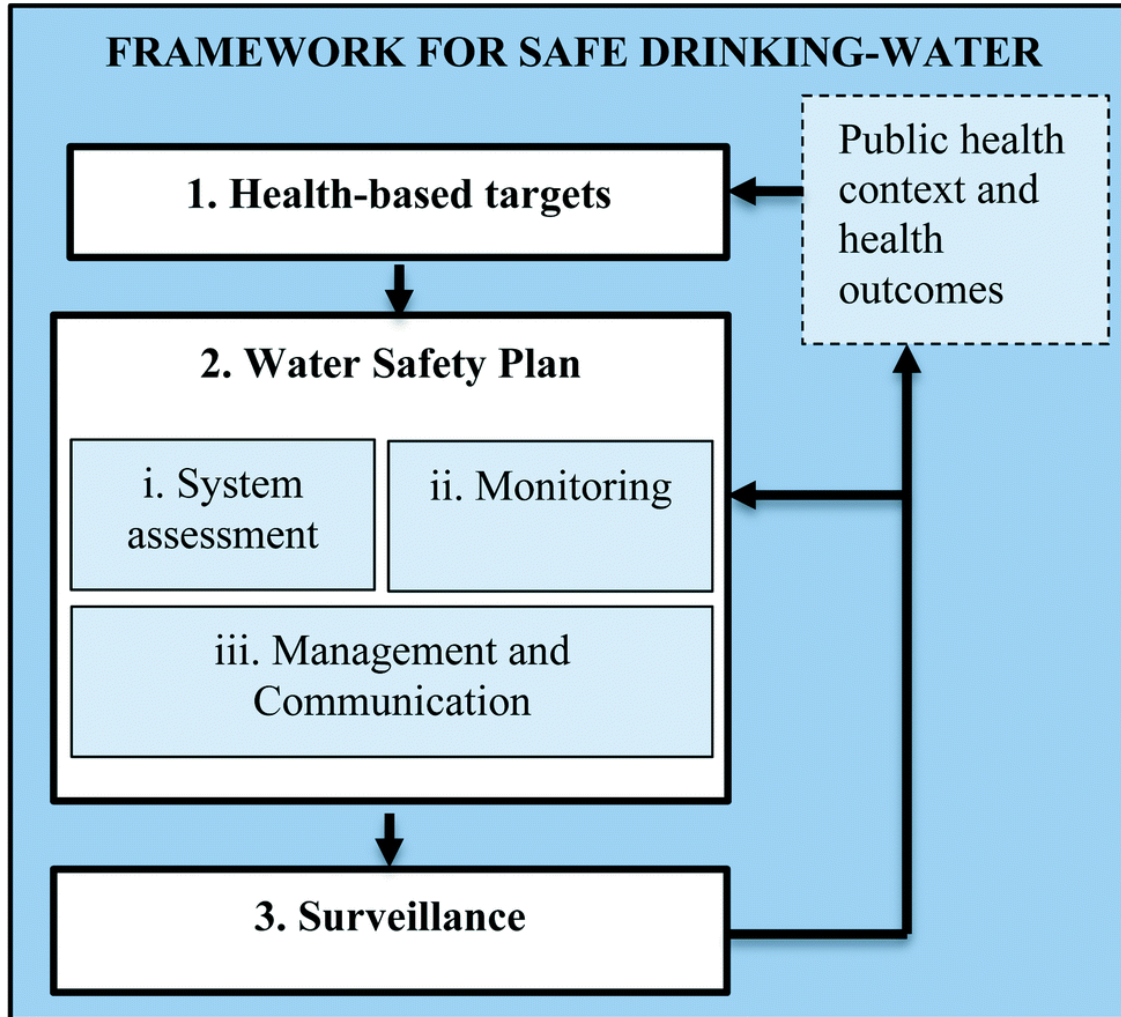 FRAMEWORK FOR SAFE DRINKING-WATER
Public health
context and
health
outcomes
1. Health-based targets
2. Water Safety Plan
i. System
assessment
ii. Monitoring
iii. Management and
Communication
3. Surveillance